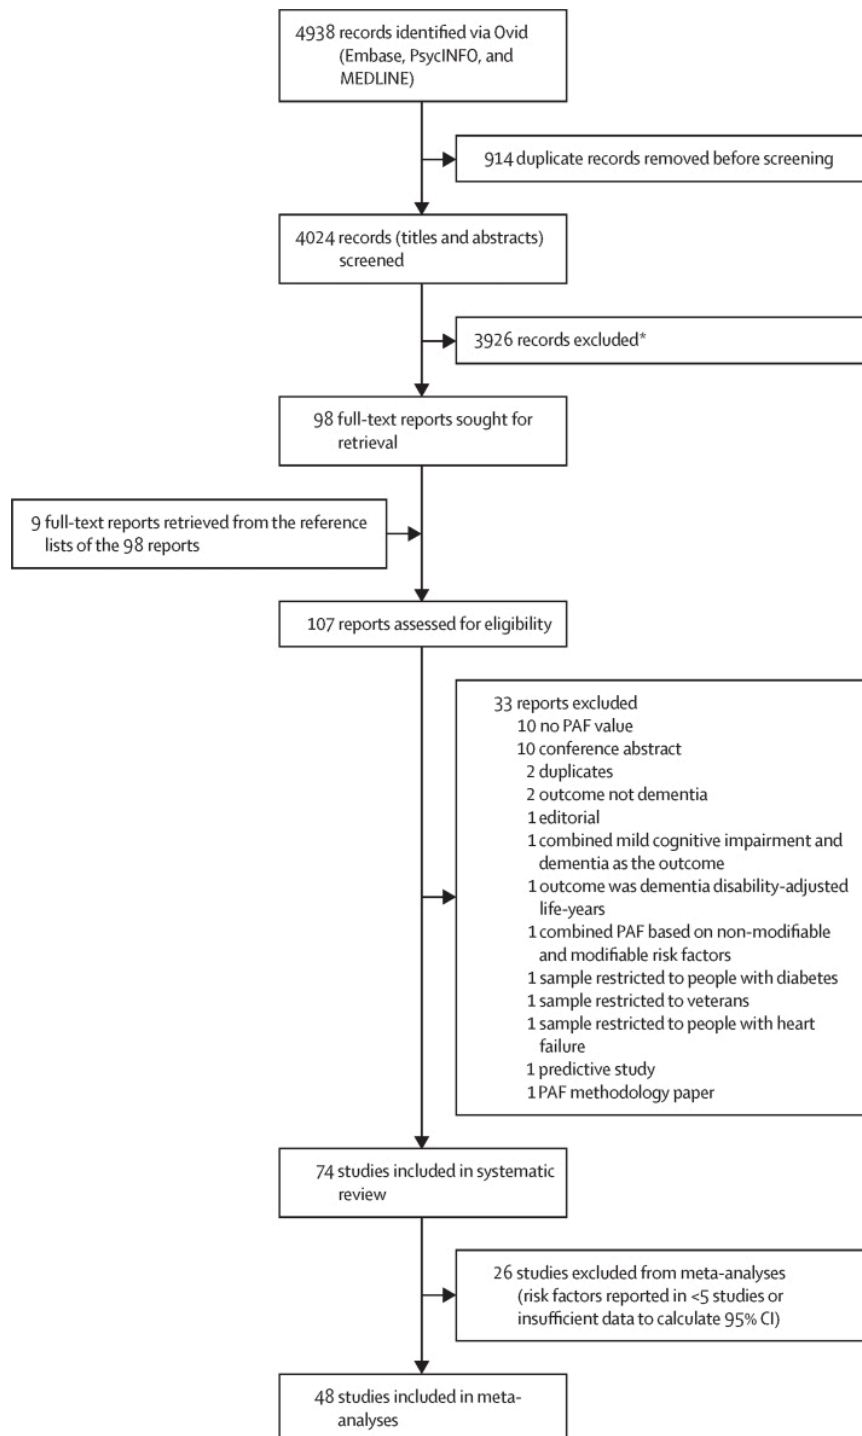 4938 records identified via Ovid
(Embase, PsycINFO, and
MEDLINE)
914 duplicate records removed before screening
4024 records (titles and abstracts)
screened
3926 records excluded*
98 full-text reports sought for
retrieval
9 full-text reports retrieved from the reference
lists of the 98 reports
107 reports assessed for eligibility
33 reports excluded
10 no PAF value
10 conference abstract
2 duplicates
2 outcome not dementia
1 editorial
1 combined mild cognitive impairment and
dementia as the outcome
1 outcome was dementia disability-adjusted
life-years
1 combined PAF based on non-modifiable
and modifiable risk factors
1 sample restricted to people with diabetes
1 sample restricted to veterans
1 sample restricted to people with heart
failure
1 predictive study
1 PAF methodology paper
74 studies included in systematic
review
26 studies excluded from meta-analyses
(risk factors reported in <5 studies or
insufficient data to calculate 95% CI)
48 studies included in meta-
analyses